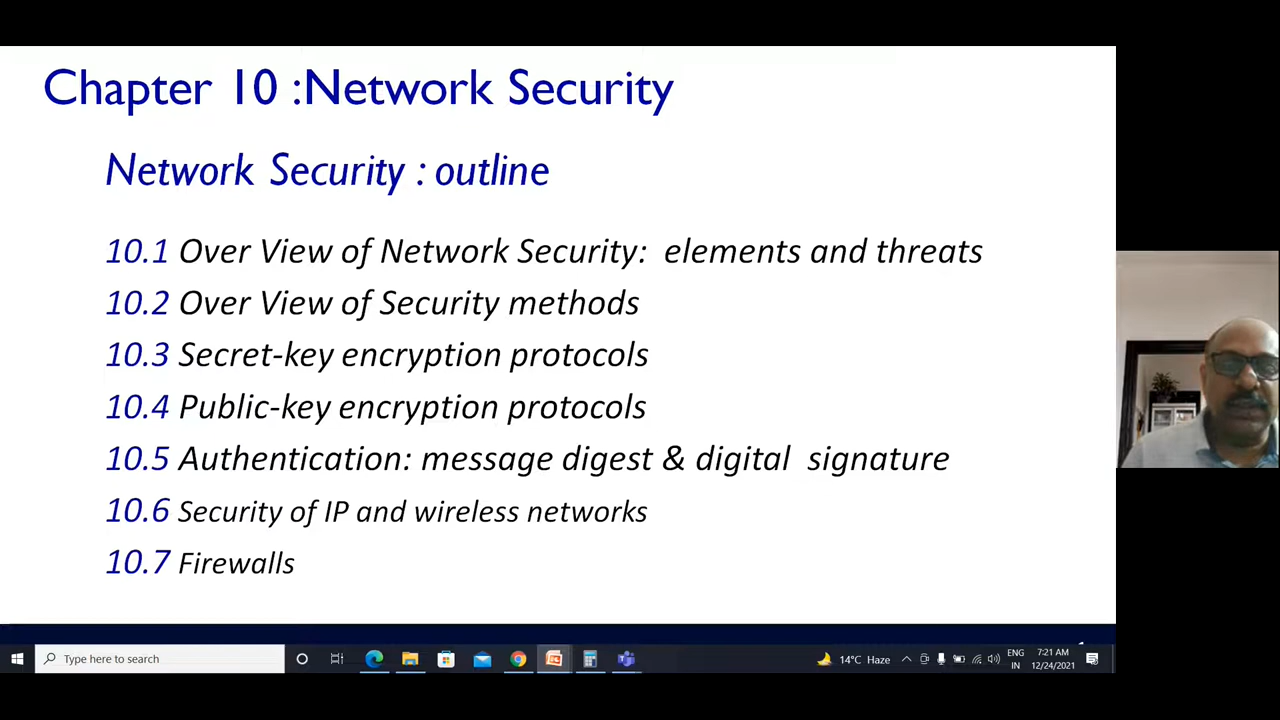 Chapter 10 :Network Security
Network Security : outline
10.1 Over View of Network Security: elements and threats
10.2 Over View of Security methods
10.3 Secret-key encryption protocols
10.4 Public-key encryption protocols
10.5 Authentication: message digest & digital signature
10.6 Security of IP and wireless networks
10.7 Firewalls
Type here to search
14°C Haze
ENG
IN
7:21 AM
12/24/2021